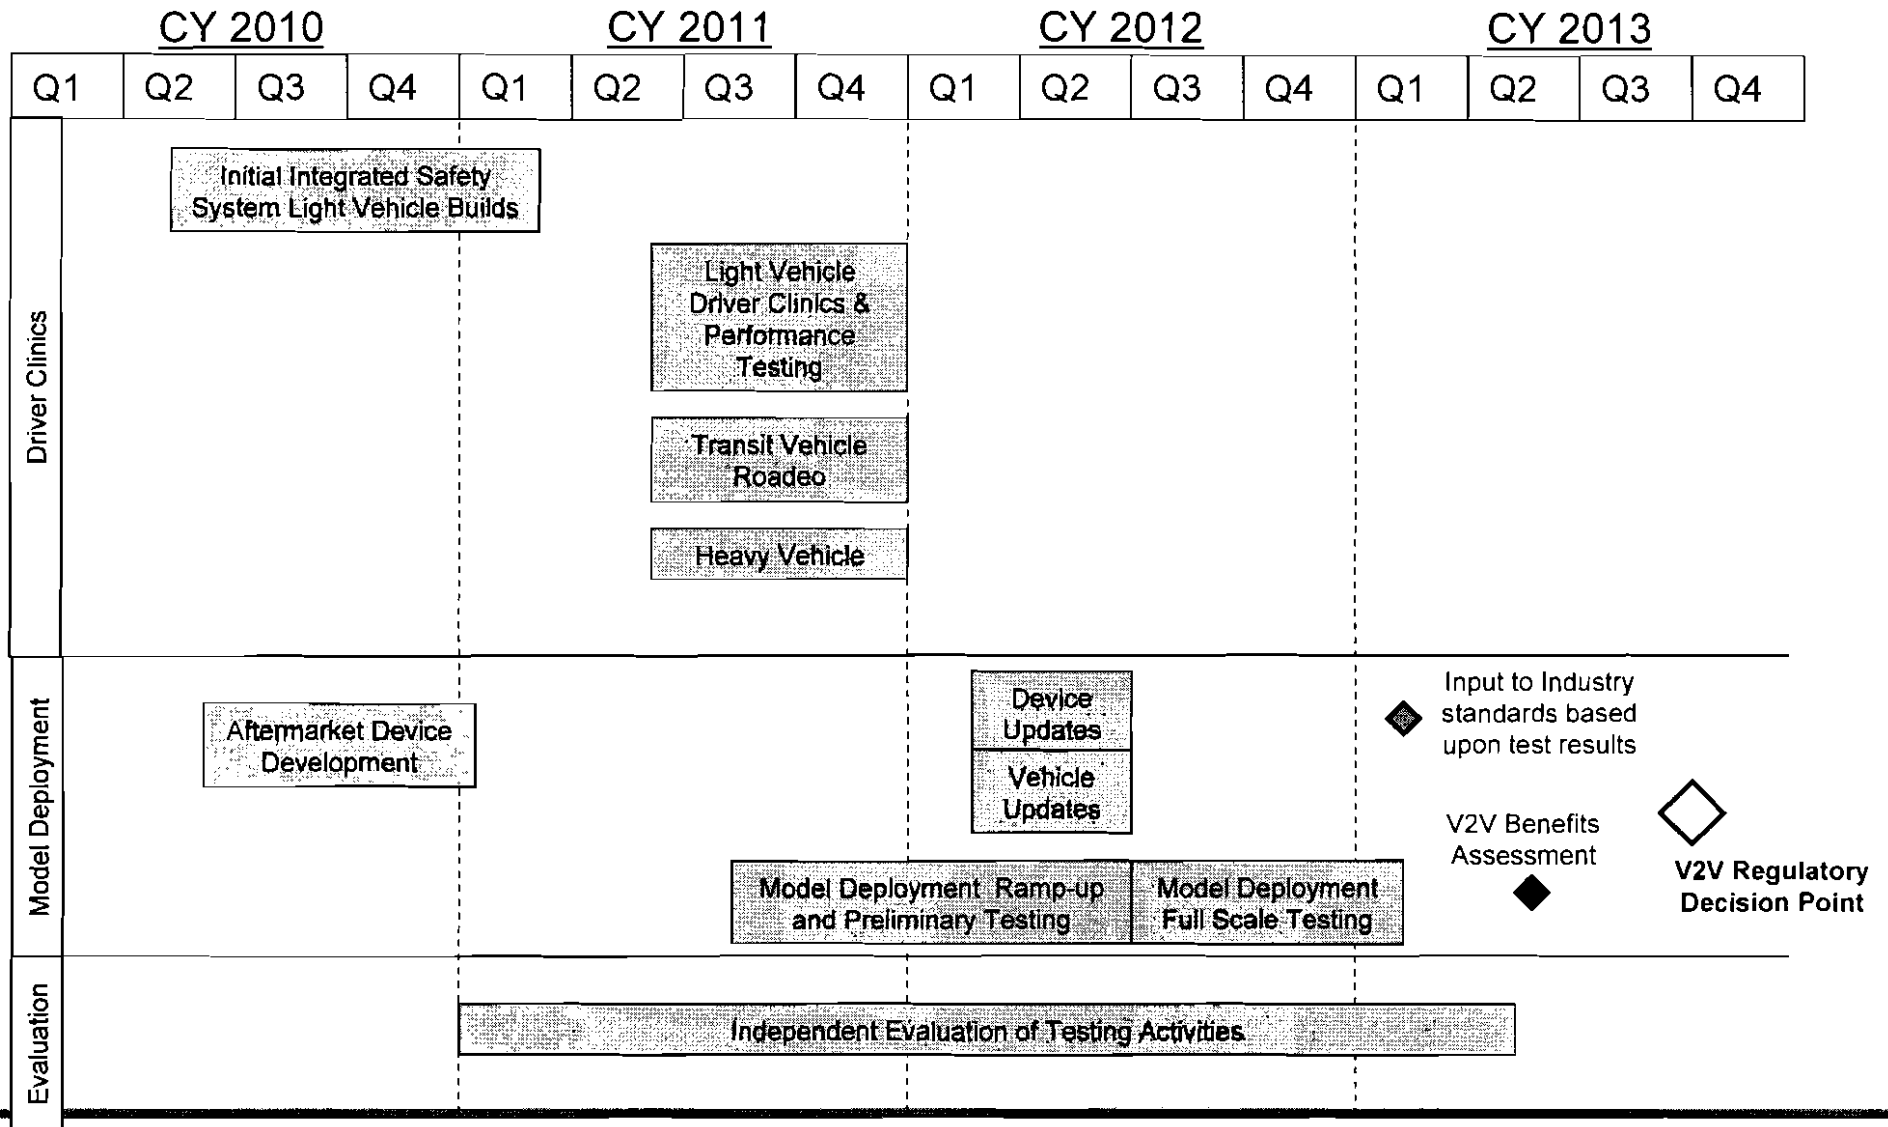 CY 2010
CY 2011
CY 2012
CY 2013
Q1 Q2 Q3 Q4 Q1 Q2 Q3 Q4 Q1 Q2 Q3 Q4 Q1 Q2 Q3 Q4
Driver Clinics
Initial Integrated Safety
System Light Vehicle Builds
Light Vehicle
Driver Clinics &
Performance
Testing
Transit Vehicle
Roadeo
Heavy Vehicle
Model Deployment
Aftermarket Device
Development
Device
Updates
Vehicle
Updates
Input to Industry
standards based
upon test results
V2V Benefits
Assessment
V2V Regulatory
Decision Point
Model Deployment Ramp-up
and Preliminary Testing
Model Deployment
Full Scale Testing
Evaluation
Independent Evaluation of Testing Activities